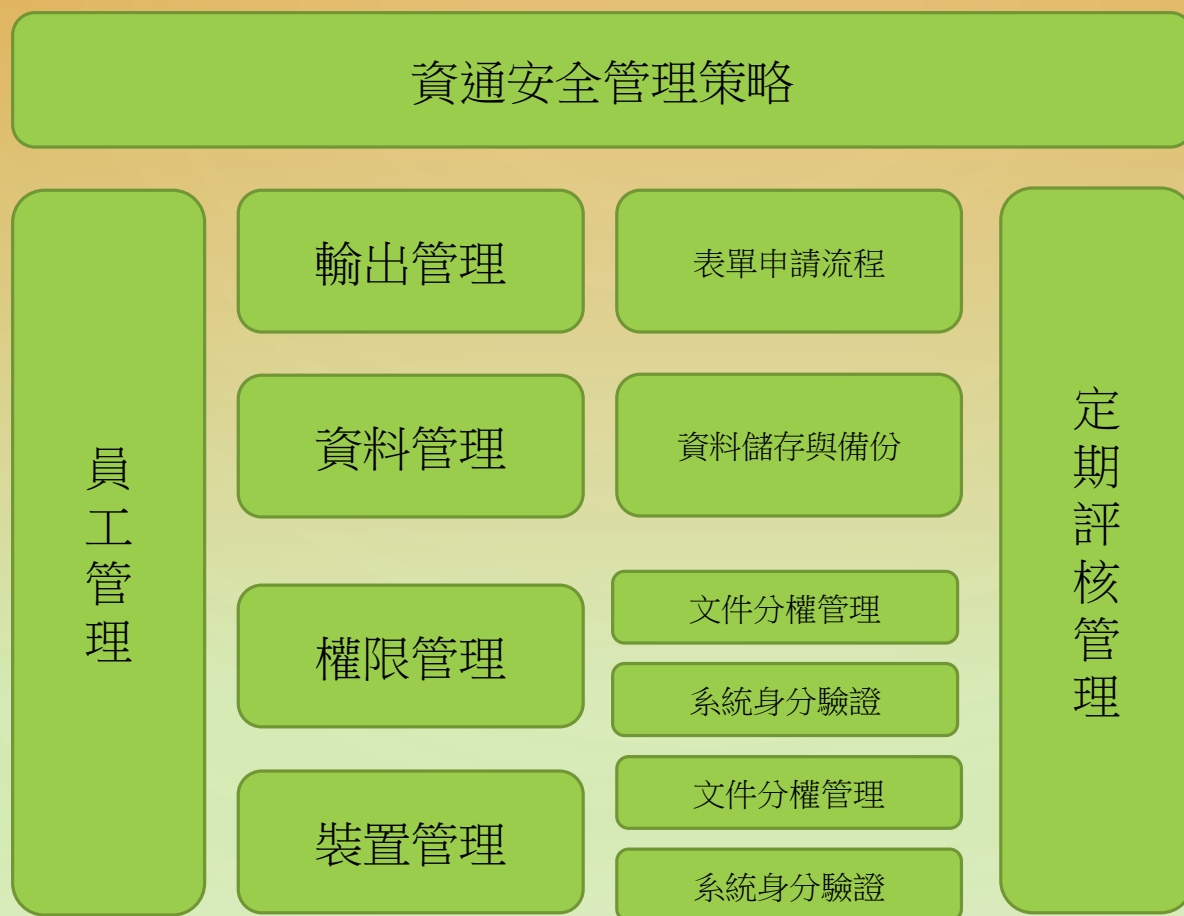 資通安全管理策略
員工管理
輸出管理
表單申請流程
資料管理
資料儲存與備份
權限管理
文件分權管理
系統身分驗證
裝置管理
文件分權管理
系統身分驗證
定期評核管理